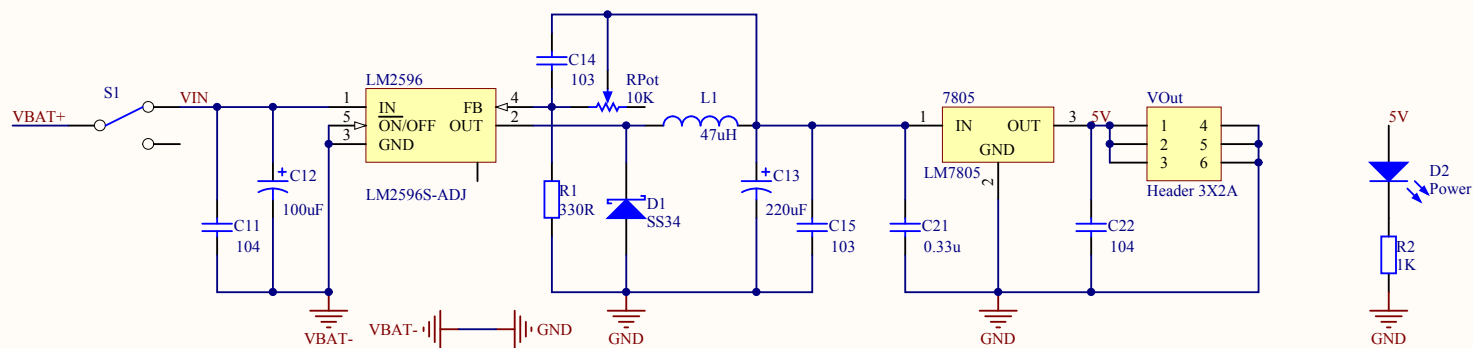 VBAT+
S1
VIN
C11
104
C12
100uF
LM2596
1
IN
5
ON/OFF
3
GND
FB
4
OUT
2
LM2596S-ADJ
VBAT-
VBAT-
GND
C14
103
RPot
10K
R1
330R
D1
SS34
GND
L1
47uH
C13
220uF
C15
103
C21
0.33u
7805
1
IN
OUT
3
GND
LM7805
2
GND
5V
C22
104
VOut
1
4
2
5
3
6
Header 3X2A
5V
D2
Power
R2
1K
GND